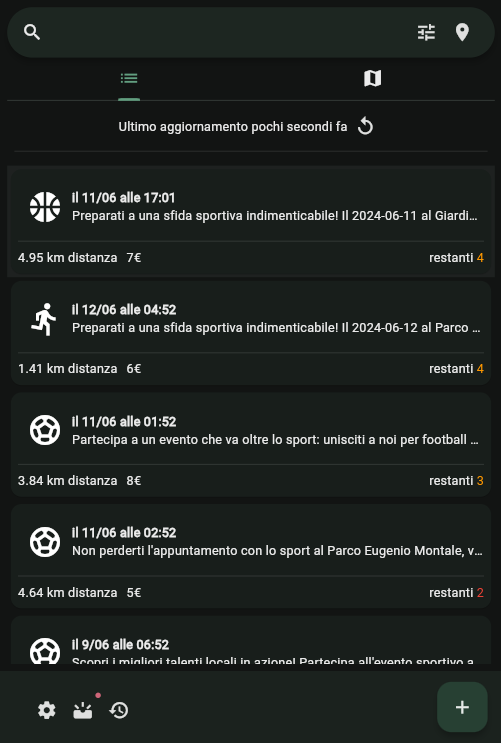 Ultimo aggiornamento pochi secondi fa
il 11/06 alle 17:01
Preparati a una sfida sportiva indimenticabile! Il 2024-06-11 al Giardi...
4.95 km distanza 7€ restanti 4
il 12/06 alle 04:52
Preparati a una sfida sportiva indimenticabile! Il 2024-06-12 al Parco ...
1.41 km distanza 6€ restanti 4
il 11/06 alle 01:52
Partecipa a un evento che va oltre lo sport: unisciti a noi per football ...
3.84 km distanza 8€ restanti 3
il 11/06 alle 02:52
Non perderti l'appuntamento con lo sport al Parco Eugenio Montale, v...
4.64 km distanza 5€ restanti 2
il 9/06 alle 06:52
Scopri i migliori talenti locali in azione! Partecipa all'evento sportivo a